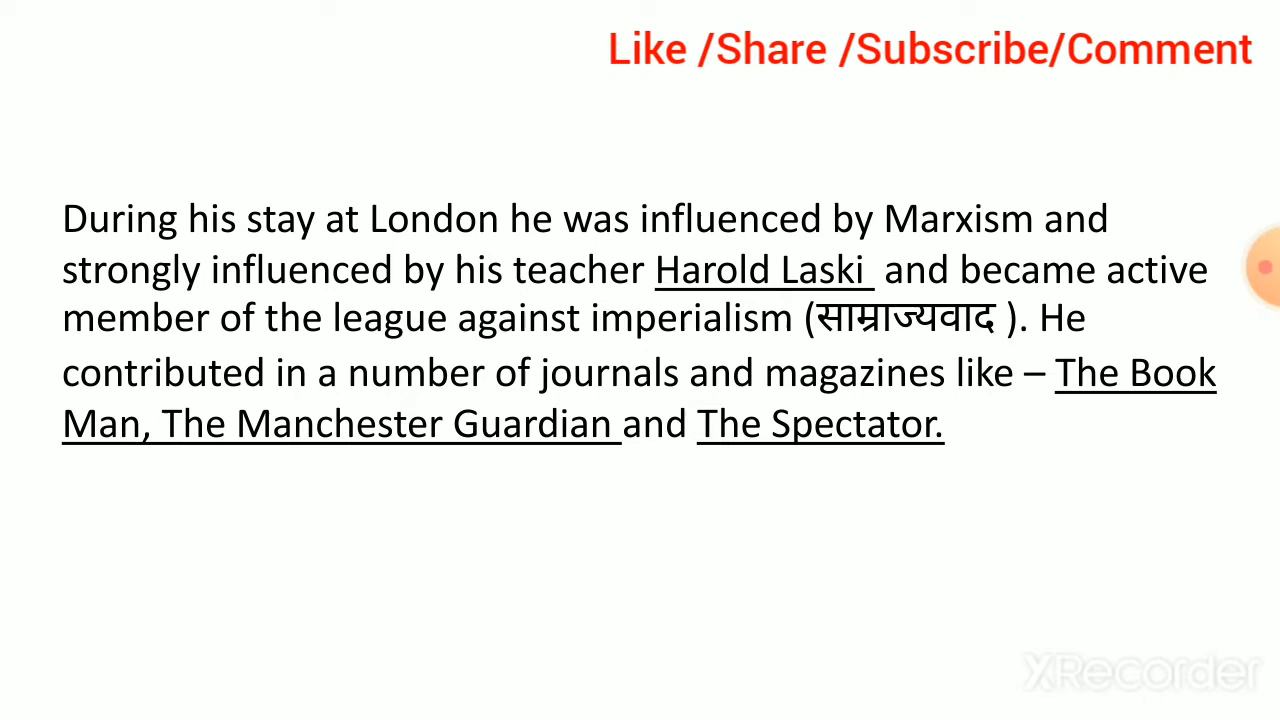 Like /Share /Subscribe/Comment
During his stay at London he was influenced by Marxism and
strongly influenced by his teacher Harold Laski and became active
member of the league against imperialism (साम्राज्यवाद ). He
contributed in a number of journals and magazines like – The Book
Man, The Manchester Guardian and The Spectator.
XRecorder